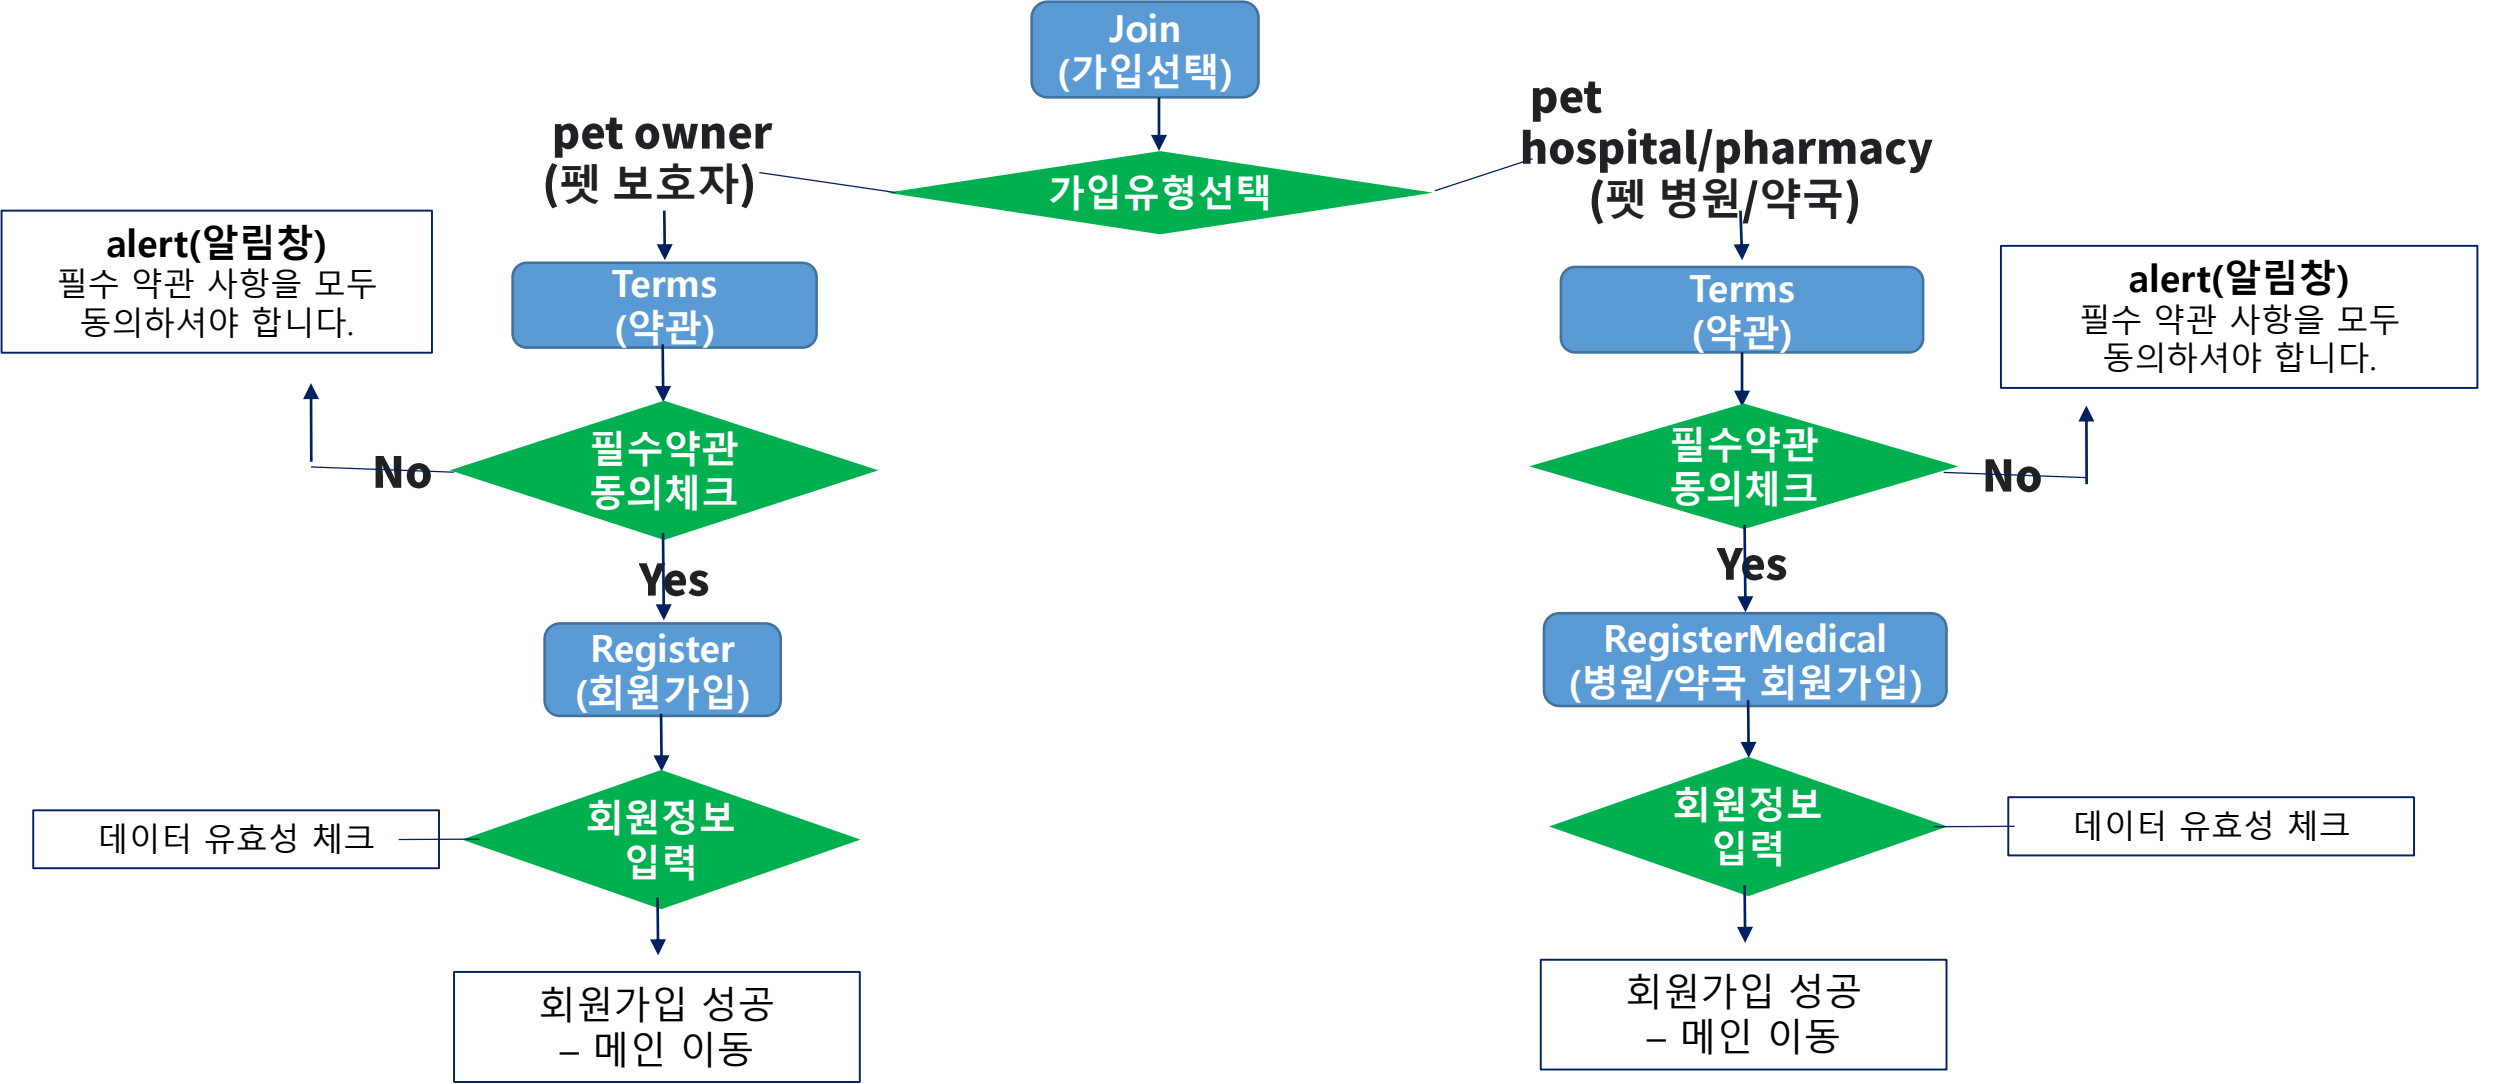 Join
(가입선택)
가입유형선택
pet owner
(펫 보호자)
Terms
(약관)
필수약관
동의체크
No
alert(알림창)
필수 약관 사항을 모두
동의하셔야 합니다.
Yes
Register
(회원가입)
회원정보
입력
데이터 유효성 체크
회원가입 성공
– 메인 이동
pet
hospital/pharmacy
(펫 병원/약국)
Terms
(약관)
필수약관
동의체크
No
alert(알림창)
필수 약관 사항을 모두
동의하셔야 합니다.
Yes
RegisterMedical
(병원/약국 회원가입)
회원정보
입력
데이터 유효성 체크
회원가입 성공
– 메인 이동